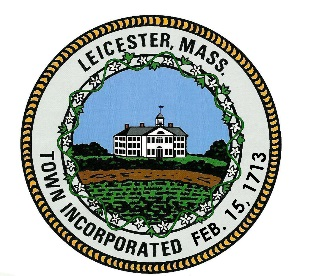 LEICESTER, MASS.
TOWN INCORPORATED FEB. 15, 1713